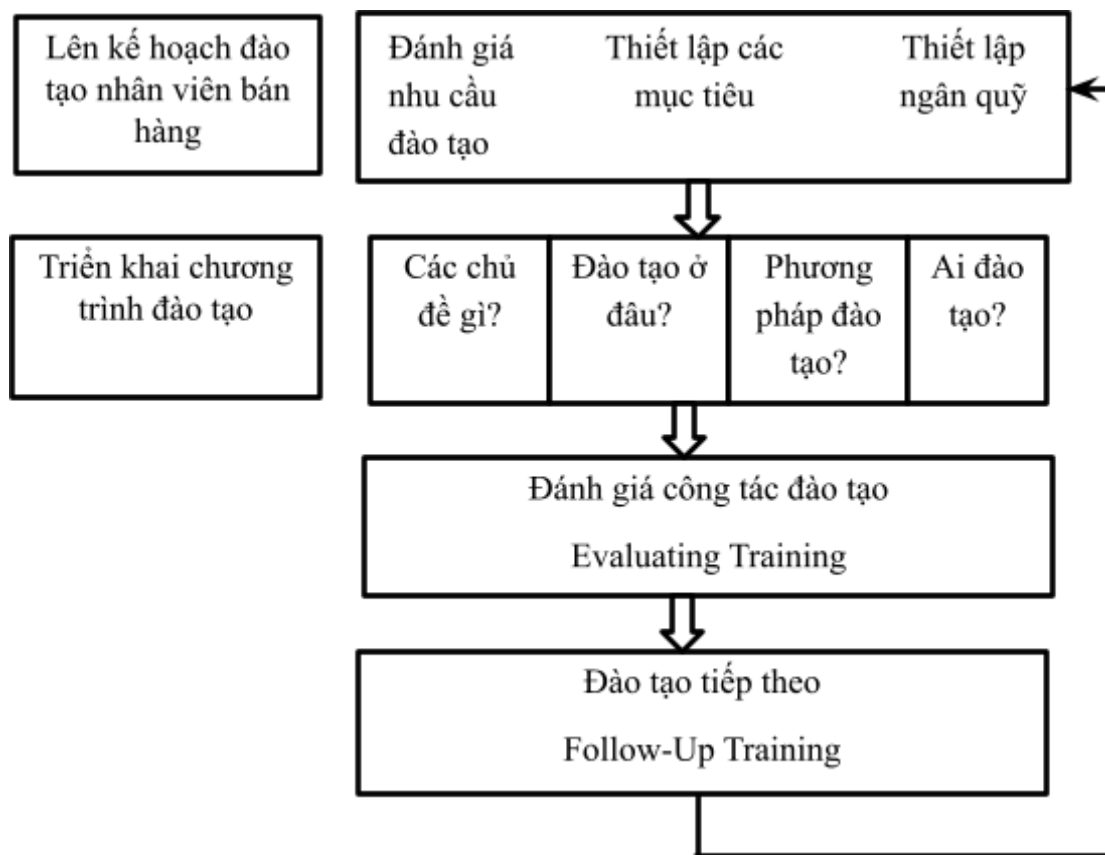 Lên kế hoạch đào
tạo nhân viên bán
hàng
Đánh giá
nhu cầu
đào tạo
Thiết lập các
mục tiêu
Thiết lập
ngân quỹ
Triển khai chương
trình đào tạo
Các chủ
đề gì?
Đào tạo ở
đâu?
Phương
pháp đào
tạo?
Ai đào
tạo?
Đánh giá công tác đào tạo
Evaluating Training
Đào tạo tiếp theo
Follow-Up Training